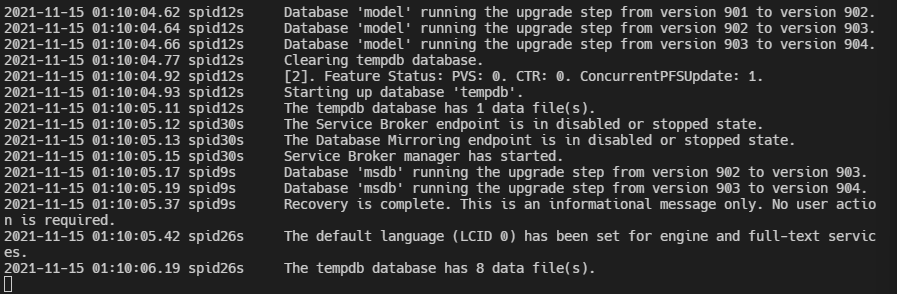 2021-11-15 01:10:04.62 spid12s     Database 'model' running the upgrade step from version 901 to version 902.
2021-11-15 01:10:04.64 spid12s     Database 'model' running the upgrade step from version 902 to version 903.
2021-11-15 01:10:04.66 spid12s     Database 'model' running the upgrade step from version 903 to version 904.
2021-11-15 01:10:04.77 spid12s     Clearing tempdb database.
2021-11-15 01:10:04.92 spid12s     [2]. Feature Status: PVS: 0. CTR: 0. ConcurrentPFSUpdate: 1.
2021-11-15 01:10:04.93 spid12s     Starting up database 'tempdb'.
2021-11-15 01:10:05.11 spid12s     The tempdb database has 1 data file(s).
2021-11-15 01:10:05.12 spid30s     The Service Broker endpoint is in disabled or stopped state.
2021-11-15 01:10:05.13 spid30s     The Database Mirroring endpoint is in disabled or stopped state.
2021-11-15 01:10:05.15 spid30s     Service Broker manager has started.
2021-11-15 01:10:05.17 spid9s      Database 'msdb' running the upgrade step from version 902 to version 903.
2021-11-15 01:10:05.19 spid9s      Database 'msdb' running the upgrade step from version 903 to version 904.
2021-11-15 01:10:05.37 spid9s      Recovery is complete. This is an informational message only. No user actio
n is required.
2021-11-15 01:10:05.42 spid26s     The default language (LCID 0) has been set for engine and full-text servic
es.
2021-11-15 01:10:06.19 spid26s     The tempdb database has 8 data file(s).